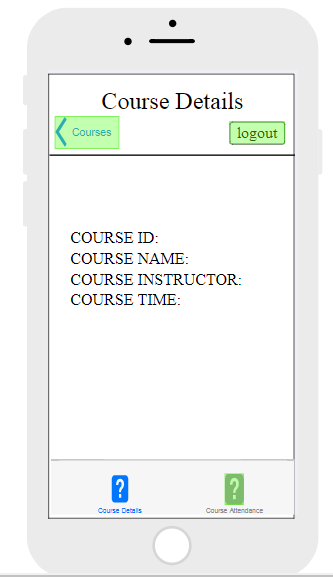 Course Details
Courses
logout
COURSE ID:
COURSE NAME:
COURSE INSTRUCTOR:
COURSE TIME:
?
?
Course Details
Course Attendance